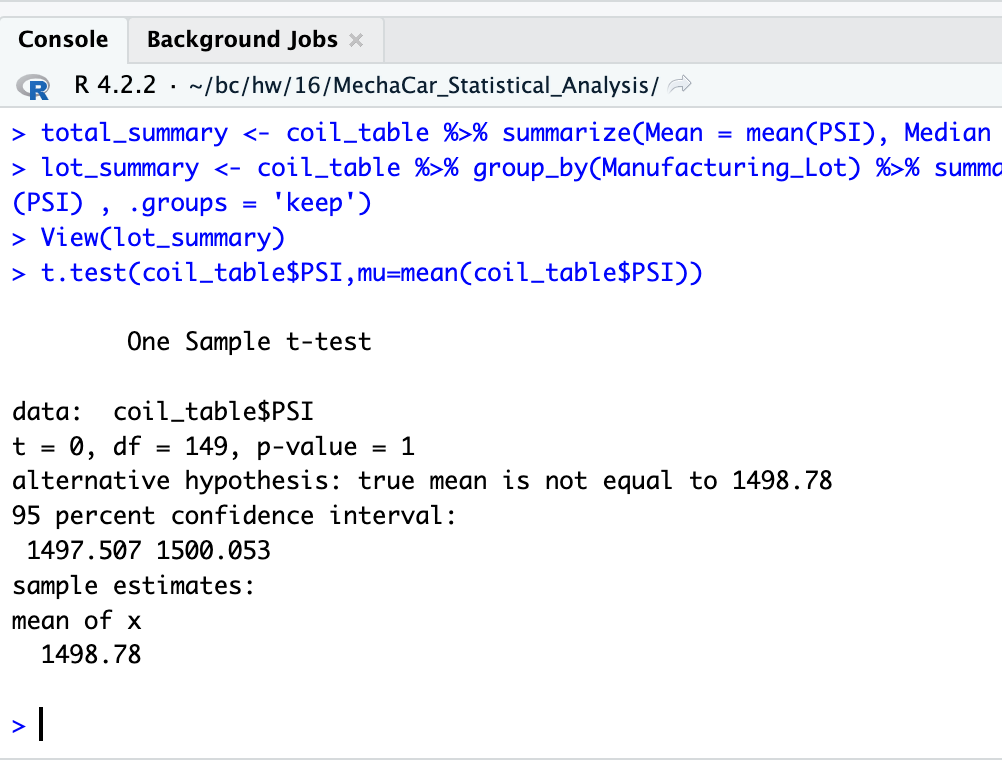 Console Background Jobs
R R 4.2.2 · ~/bc/hw/16/MechaCar_Statistical_Analysis/
> total_summary <- coil_table %>% summarize(Mean = mean(PSI), Median
> lot_summary <- coil_table %>% group_by(Manufacturing_Lot) %>%
(PSI) , .groups = 'keep')
> View(lot_summary)
> t.test(coil_table$PSI,mu=mean(coil_table$PSI))
One Sample t-test
data:  coil_table$PSI
t = 0, df = 149, p-value = 1
alternative hypothesis: true mean is not equal to 1498.78
95 percent confidence interval:
1497.507 1500.053
sample estimates:
mean of x
1498.78
>